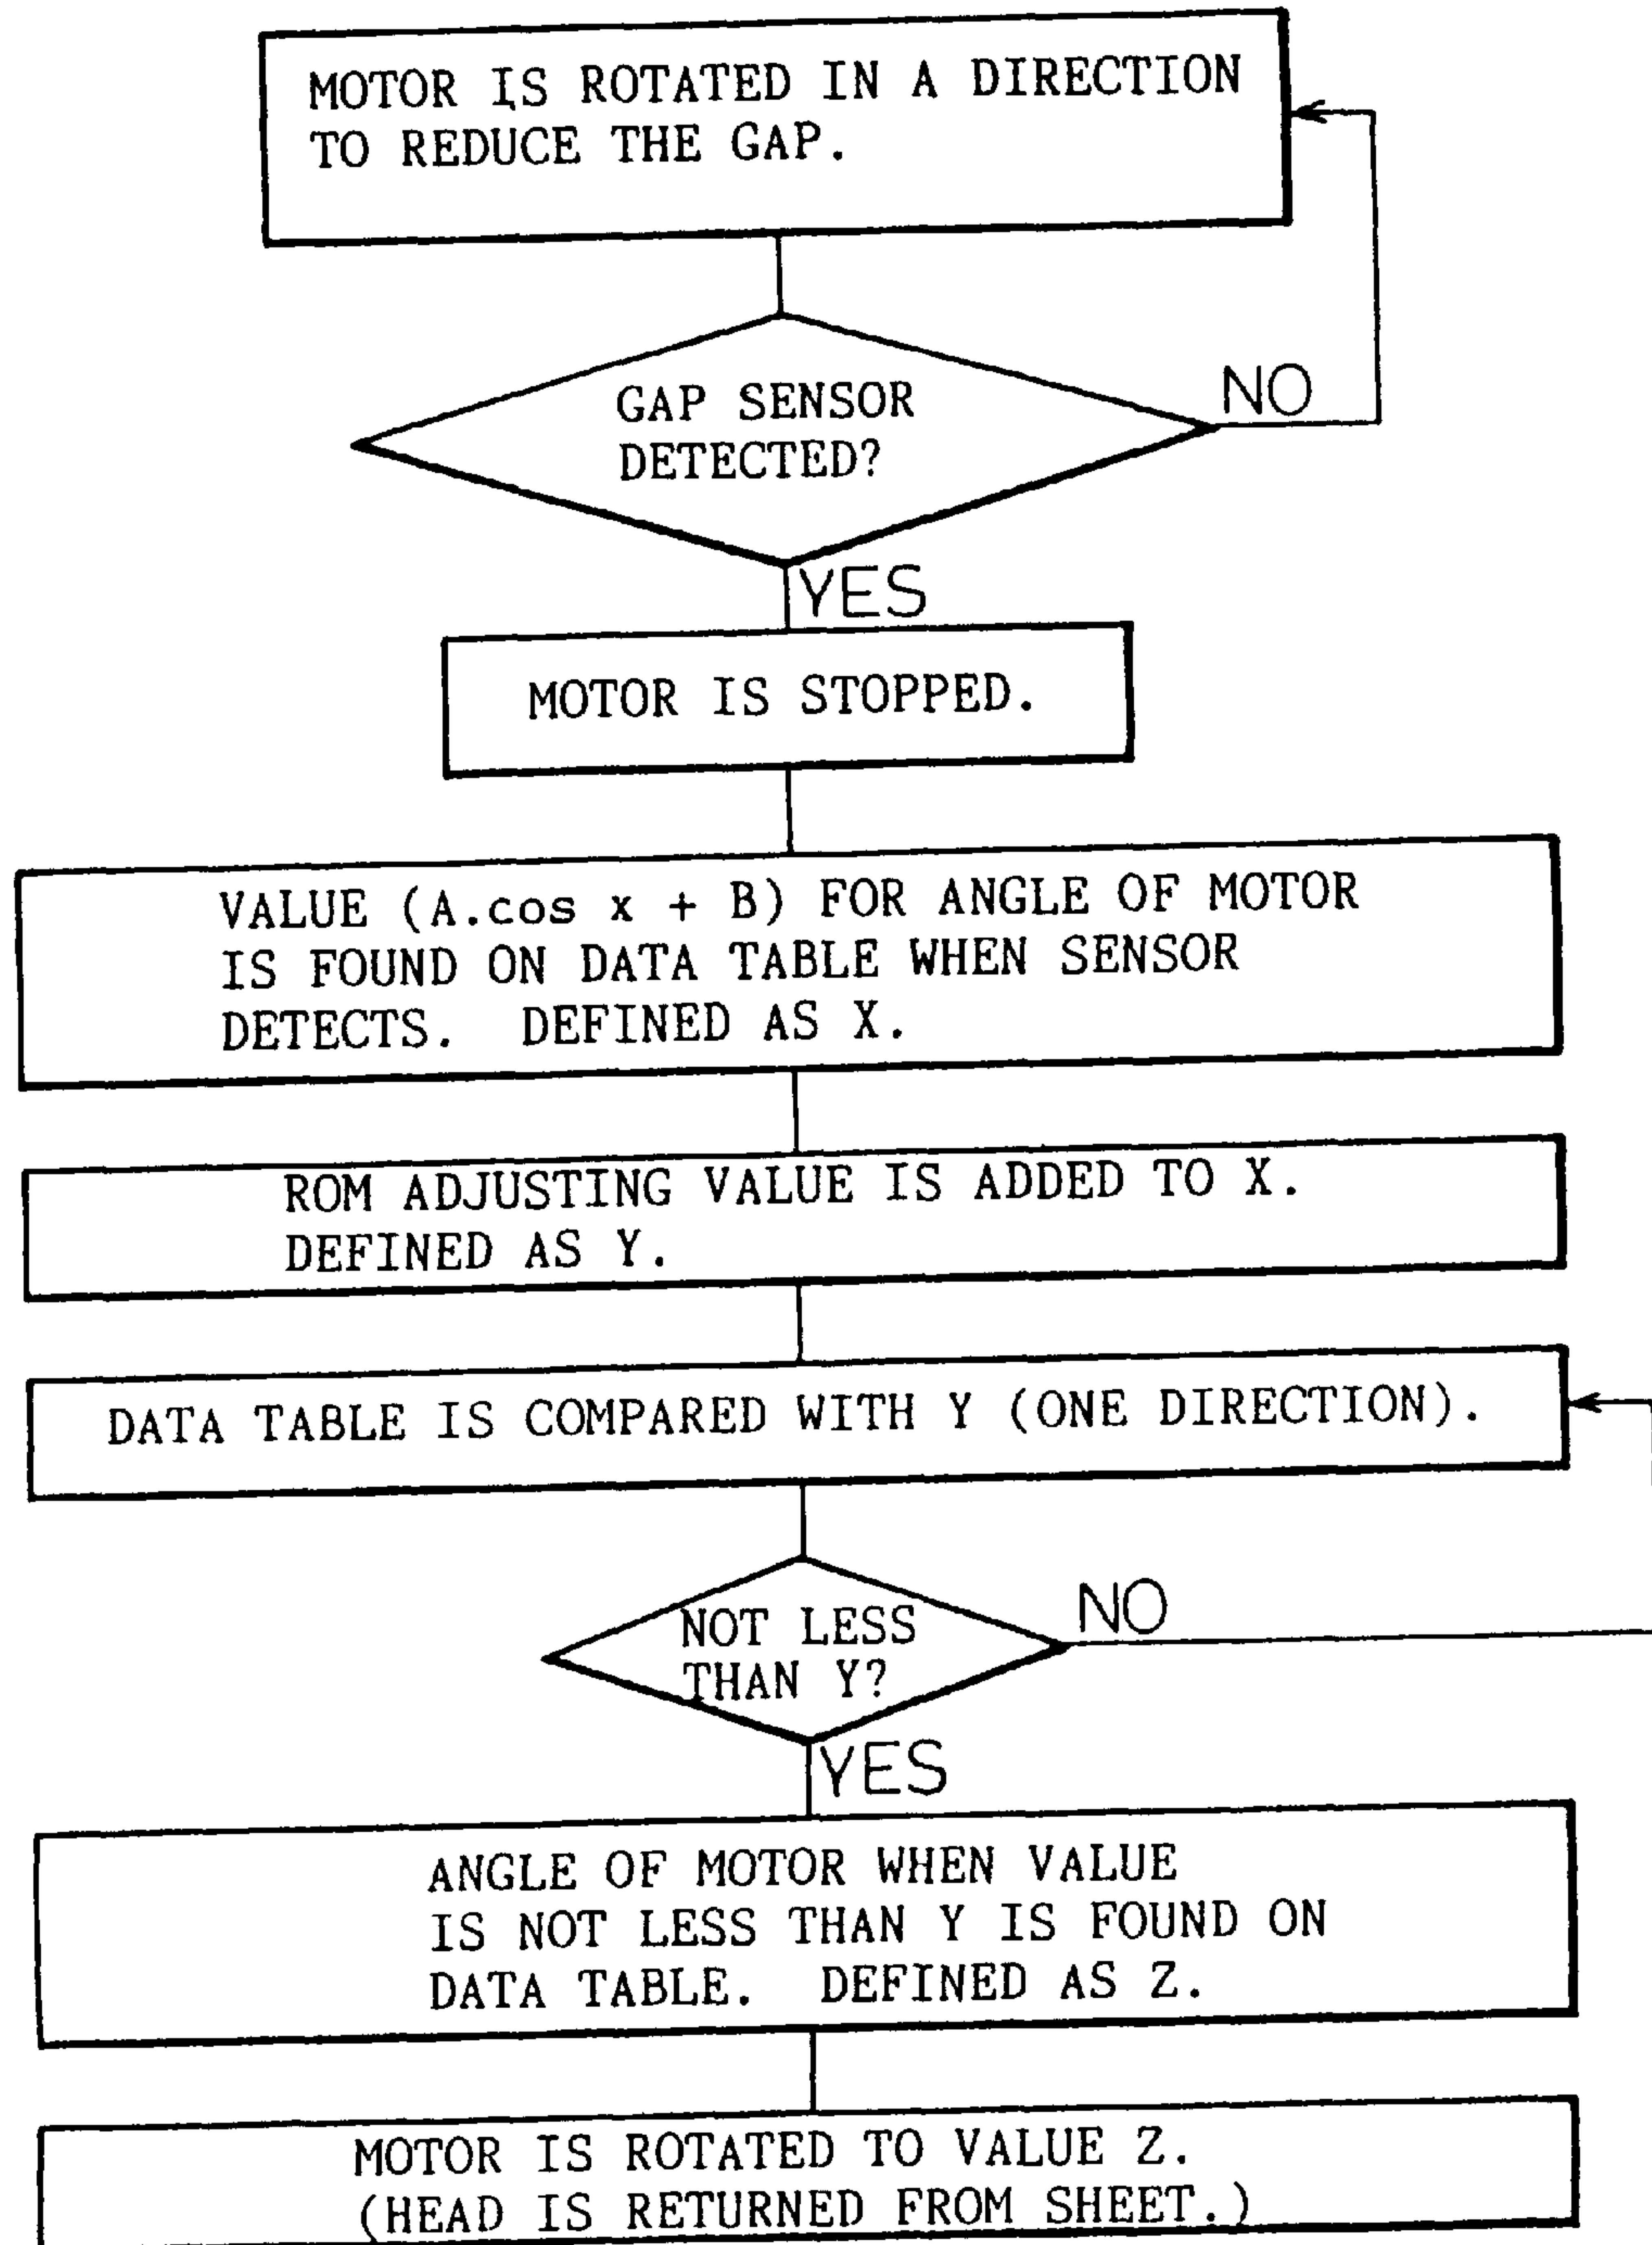 MOTOR IS ROTATED IN A DIRECTION
TO REDUCE THE GAP.
GAP SENSOR
DETECTED?
NO
YES
MOTOR IS STOPPED.
VALUE (A.cos x + B) FOR ANGLE OF MOTOR
IS FOUND ON DATA TABLE WHEN SENSOR
DETECTS. DEFINED AS X.
ROM ADJUSTING VALUE IS ADDED TO X.
DEFINED AS Y.
DATA TABLE IS COMPARED WITH Y (ONE DIRECTION).
NOT LESS
THAN Y?
NO
YES
ANGLE OF MOTOR WHEN VALUE
IS NOT LESS THAN Y IS FOUND ON
DATA TABLE. DEFINED AS Z.
MOTOR IS ROTATED TO VALUE Z.
(HEAD IS RETURNED FROM SHEET.)